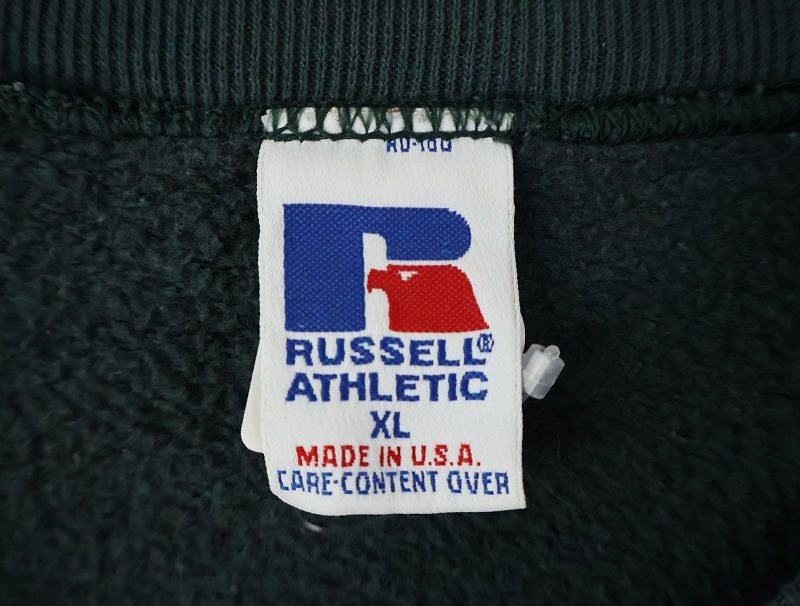 RUSSELL®
ATHLETIC
XL
MADE IN U.S.A.
CARE-CONTENT OVER